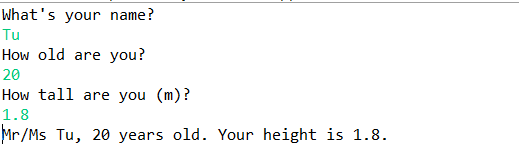 What's your name?
Tu
How old are you?
20
How tall are you (m)?
1.8
Mr/Ms Tu, 20 years old. Your height is 1.8.